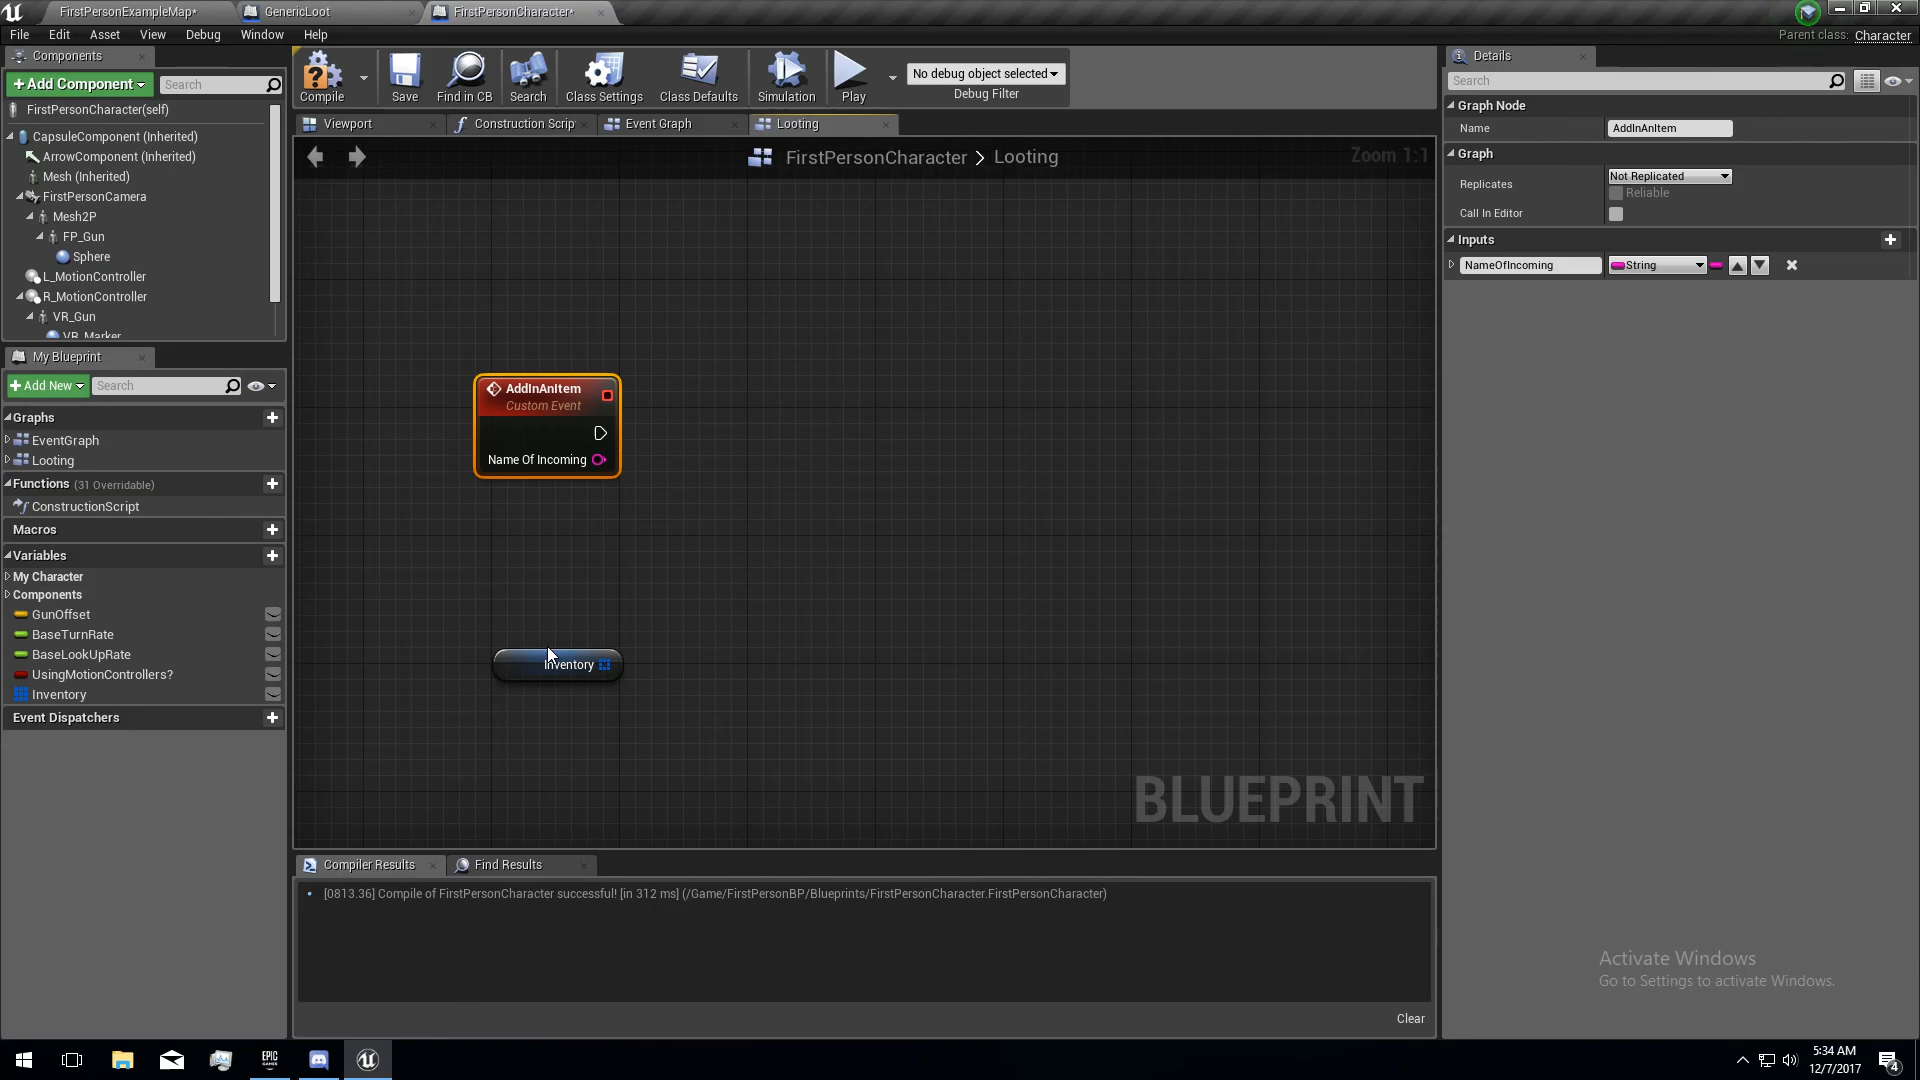 FirstPersonExampleMap*
GenericLoot
FirstPersonCharacter*
File
Edit
Asset
View
Debug
Window
Help
Parent class: Character
Components
+Add Component
Search
FirstPersonCharacter(self)
CapsuleComponent (Inherited)
ArrowComponent (Inherited)
Mesh (Inherited)
FirstPersonCamera
Mesh2P
FP_Gun
Sphere
L_MotionController
R_MotionController
VR_Gun
VR_Marker
Compile
Save
Find in CB
Search
Class Settings
Class Defaults
Simulation
Play
No debug object selected
Debug Filter
Viewport
Construction Scrip
Event Graph
Looting
FirstPersonCharacter > Looting
Zoom 1:1
AddInAnItem
Custom Event
Name Of Incoming
Inventory
BLUEPRINT
My Blueprint
+Add New
Search
Graphs
EventGraph
Looting
Functions (31 Overridable)
ConstructionScript
Macros
Variables
My Character
Components
GunOffset
BaseTurnRate
BaseLookUpRate
UsingMotionControllers?
Inventory
Event Dispatchers
Compiler Results
Find Results
[0813.36] Compile of FirstPersonCharacter successful! [in 312 ms] (/Game/FirstPersonBP/Blueprints/FirstPersonCharacter.FirstPersonCharacter)
Clear
Details
Search
Graph Node
Name
AddInAnItem
Graph
Replicates
Not Replicated
Reliable
Call In Editor
Inputs
NameOfIncoming
String
Activate Windows
Go to Settings to activate Windows.
EPIC
GAMES
5:34 AM
12/7/2017
4